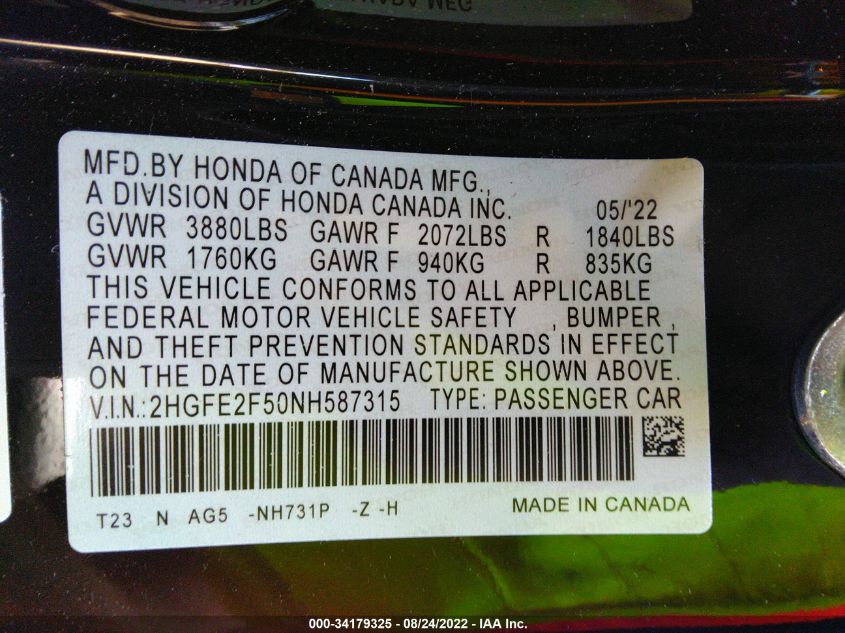 MFD.BY HONDA OF CANADA MFG.,
A DIVISION OF HONDA CANADA INC. 05/'22
GVWR 3880LBS GAWR F 2072LBS R 1840LBS
GVWR 1760KG GAWR F 940KG R 835KG
THIS VEHICLE CONFORMS TO ALL APPLICABLE
FEDERAL MOTOR VEHICLE SAFETY , BUMPER ,
AND THEFT PREVENTION STANDARDS IN EFFECT
ON THE DATE OF MANUFACTURE SHOWN ABOVE.
V.I.N.:2HGFE2F50NH587315 TYPE: PASSENGER CAR
T23 N AG5 -NH731P -Z -H MADE IN CANADA
000-34179325 - 08/24/2022 - IAA Inc.